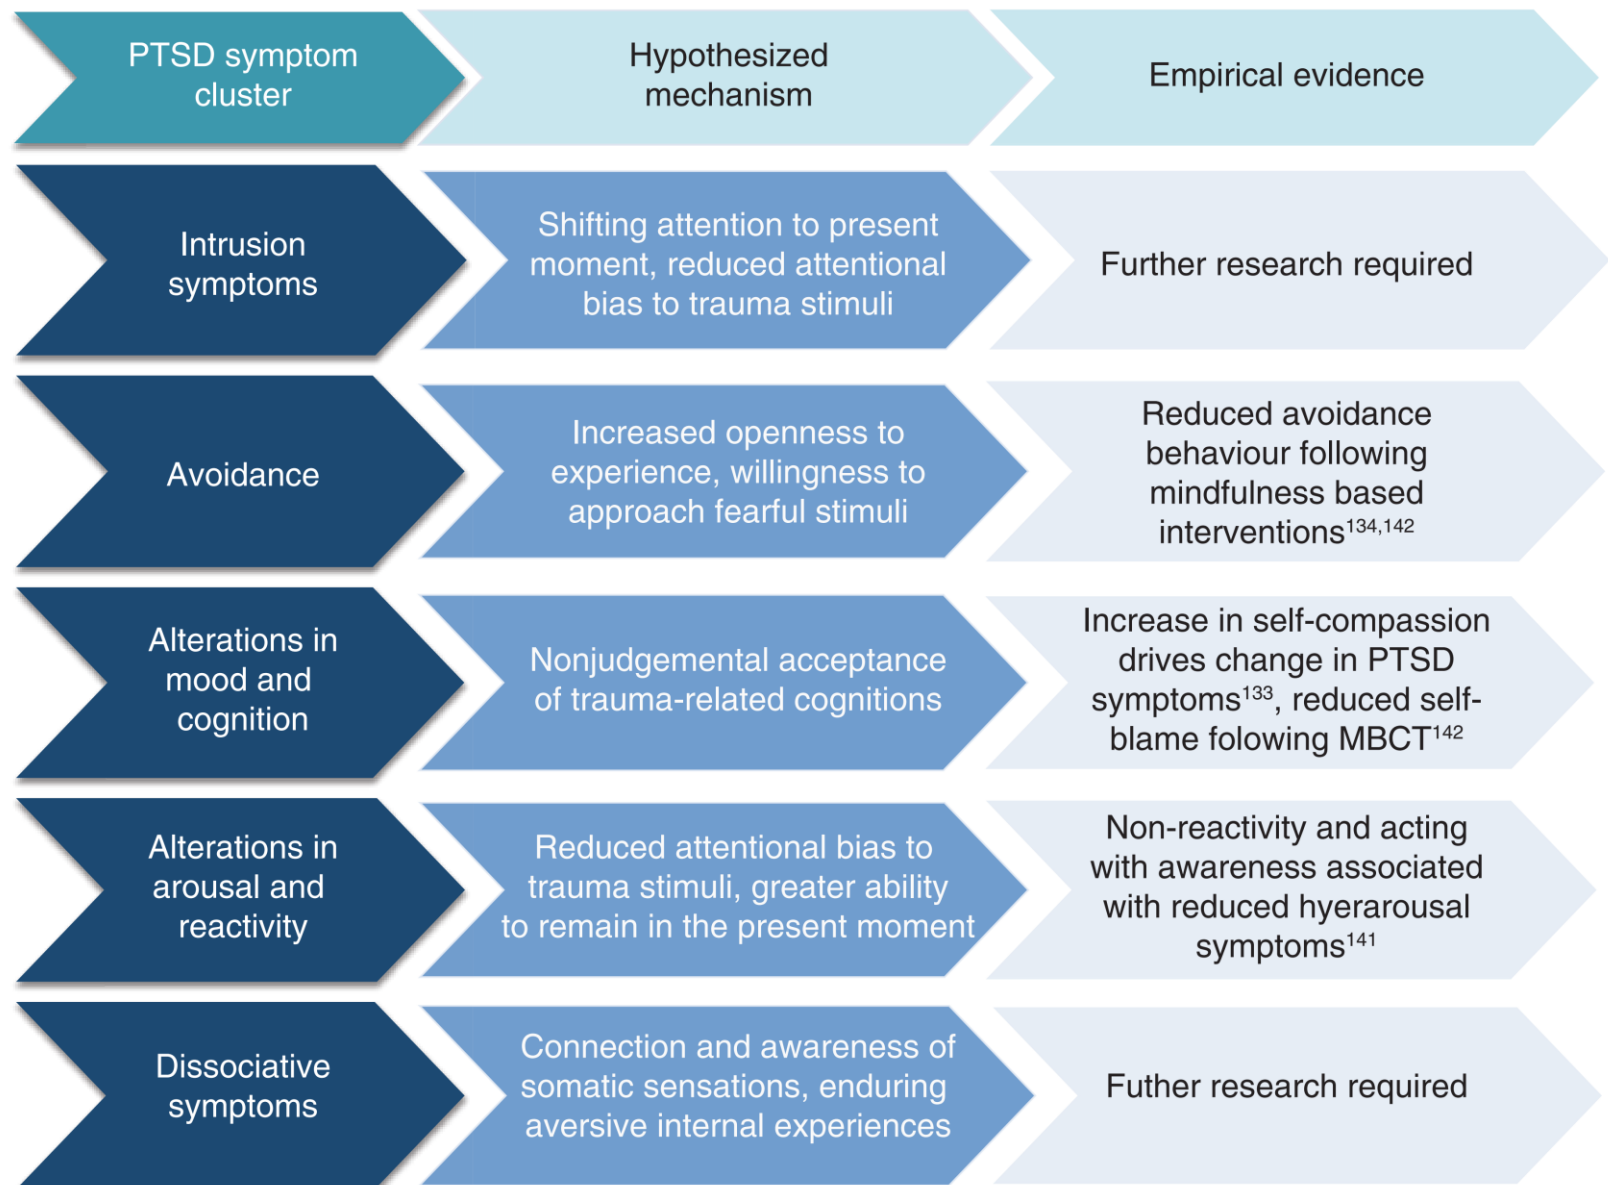 PTSD symptom
cluster
Hypothesized
mechanism
Empirical evidence
Intrusion
symptoms
Shifting attention to present
moment, reduced attentional
bias to trauma stimuli
Further research required
Avoidance
Increased openness to
experience, willingness to
approach fearful stimuli
Reduced avoidance
behaviour following
mindfulness based
interventions134,142
Alterations in
mood and
cognition
Nonjudgemental acceptance
of trauma-related cognitions
Increase in self-compassion
drives change in PTSD
symptoms133, reduced self-
blame folowing MBCT142
Alterations in
arousal and
reactivity
Reduced attentional bias to
trauma stimuli, greater ability
to remain in the present moment
Non-reactivity and acting
with awareness associated
with reduced hyerarousal
symptoms141
Dissociative
symptoms
Connection and awareness of
somatic sensations, enduring
aversive internal experiences
Futher research required